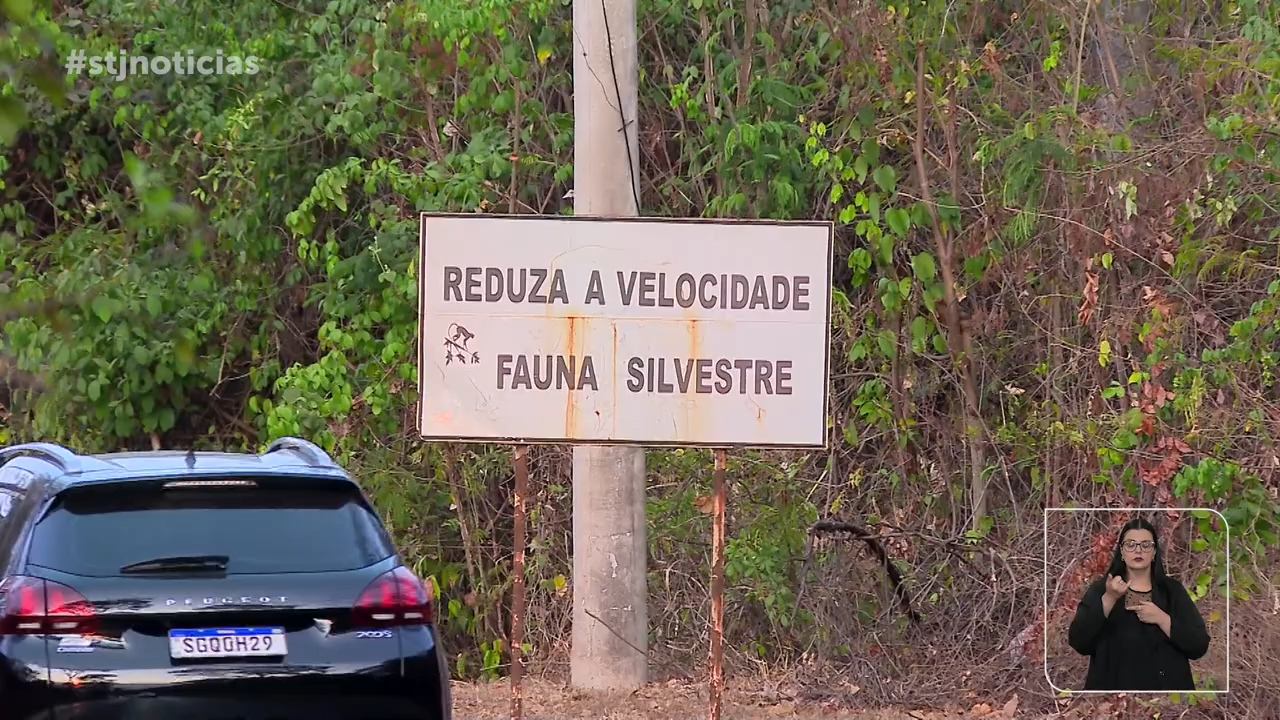 #stjnoticias
REDUZA A VELOCIDADE
FAUNA SILVESTRE
PEUGEOT
SGQ0H29